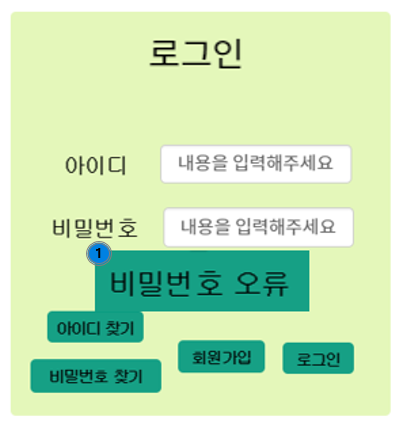 로그인
아이디 내용을 입력해주세요
비밀번호 내용을 입력해주세요
1
비밀번호 오류
아이디 찾기
회원가입 로그인
비밀번호 찾기